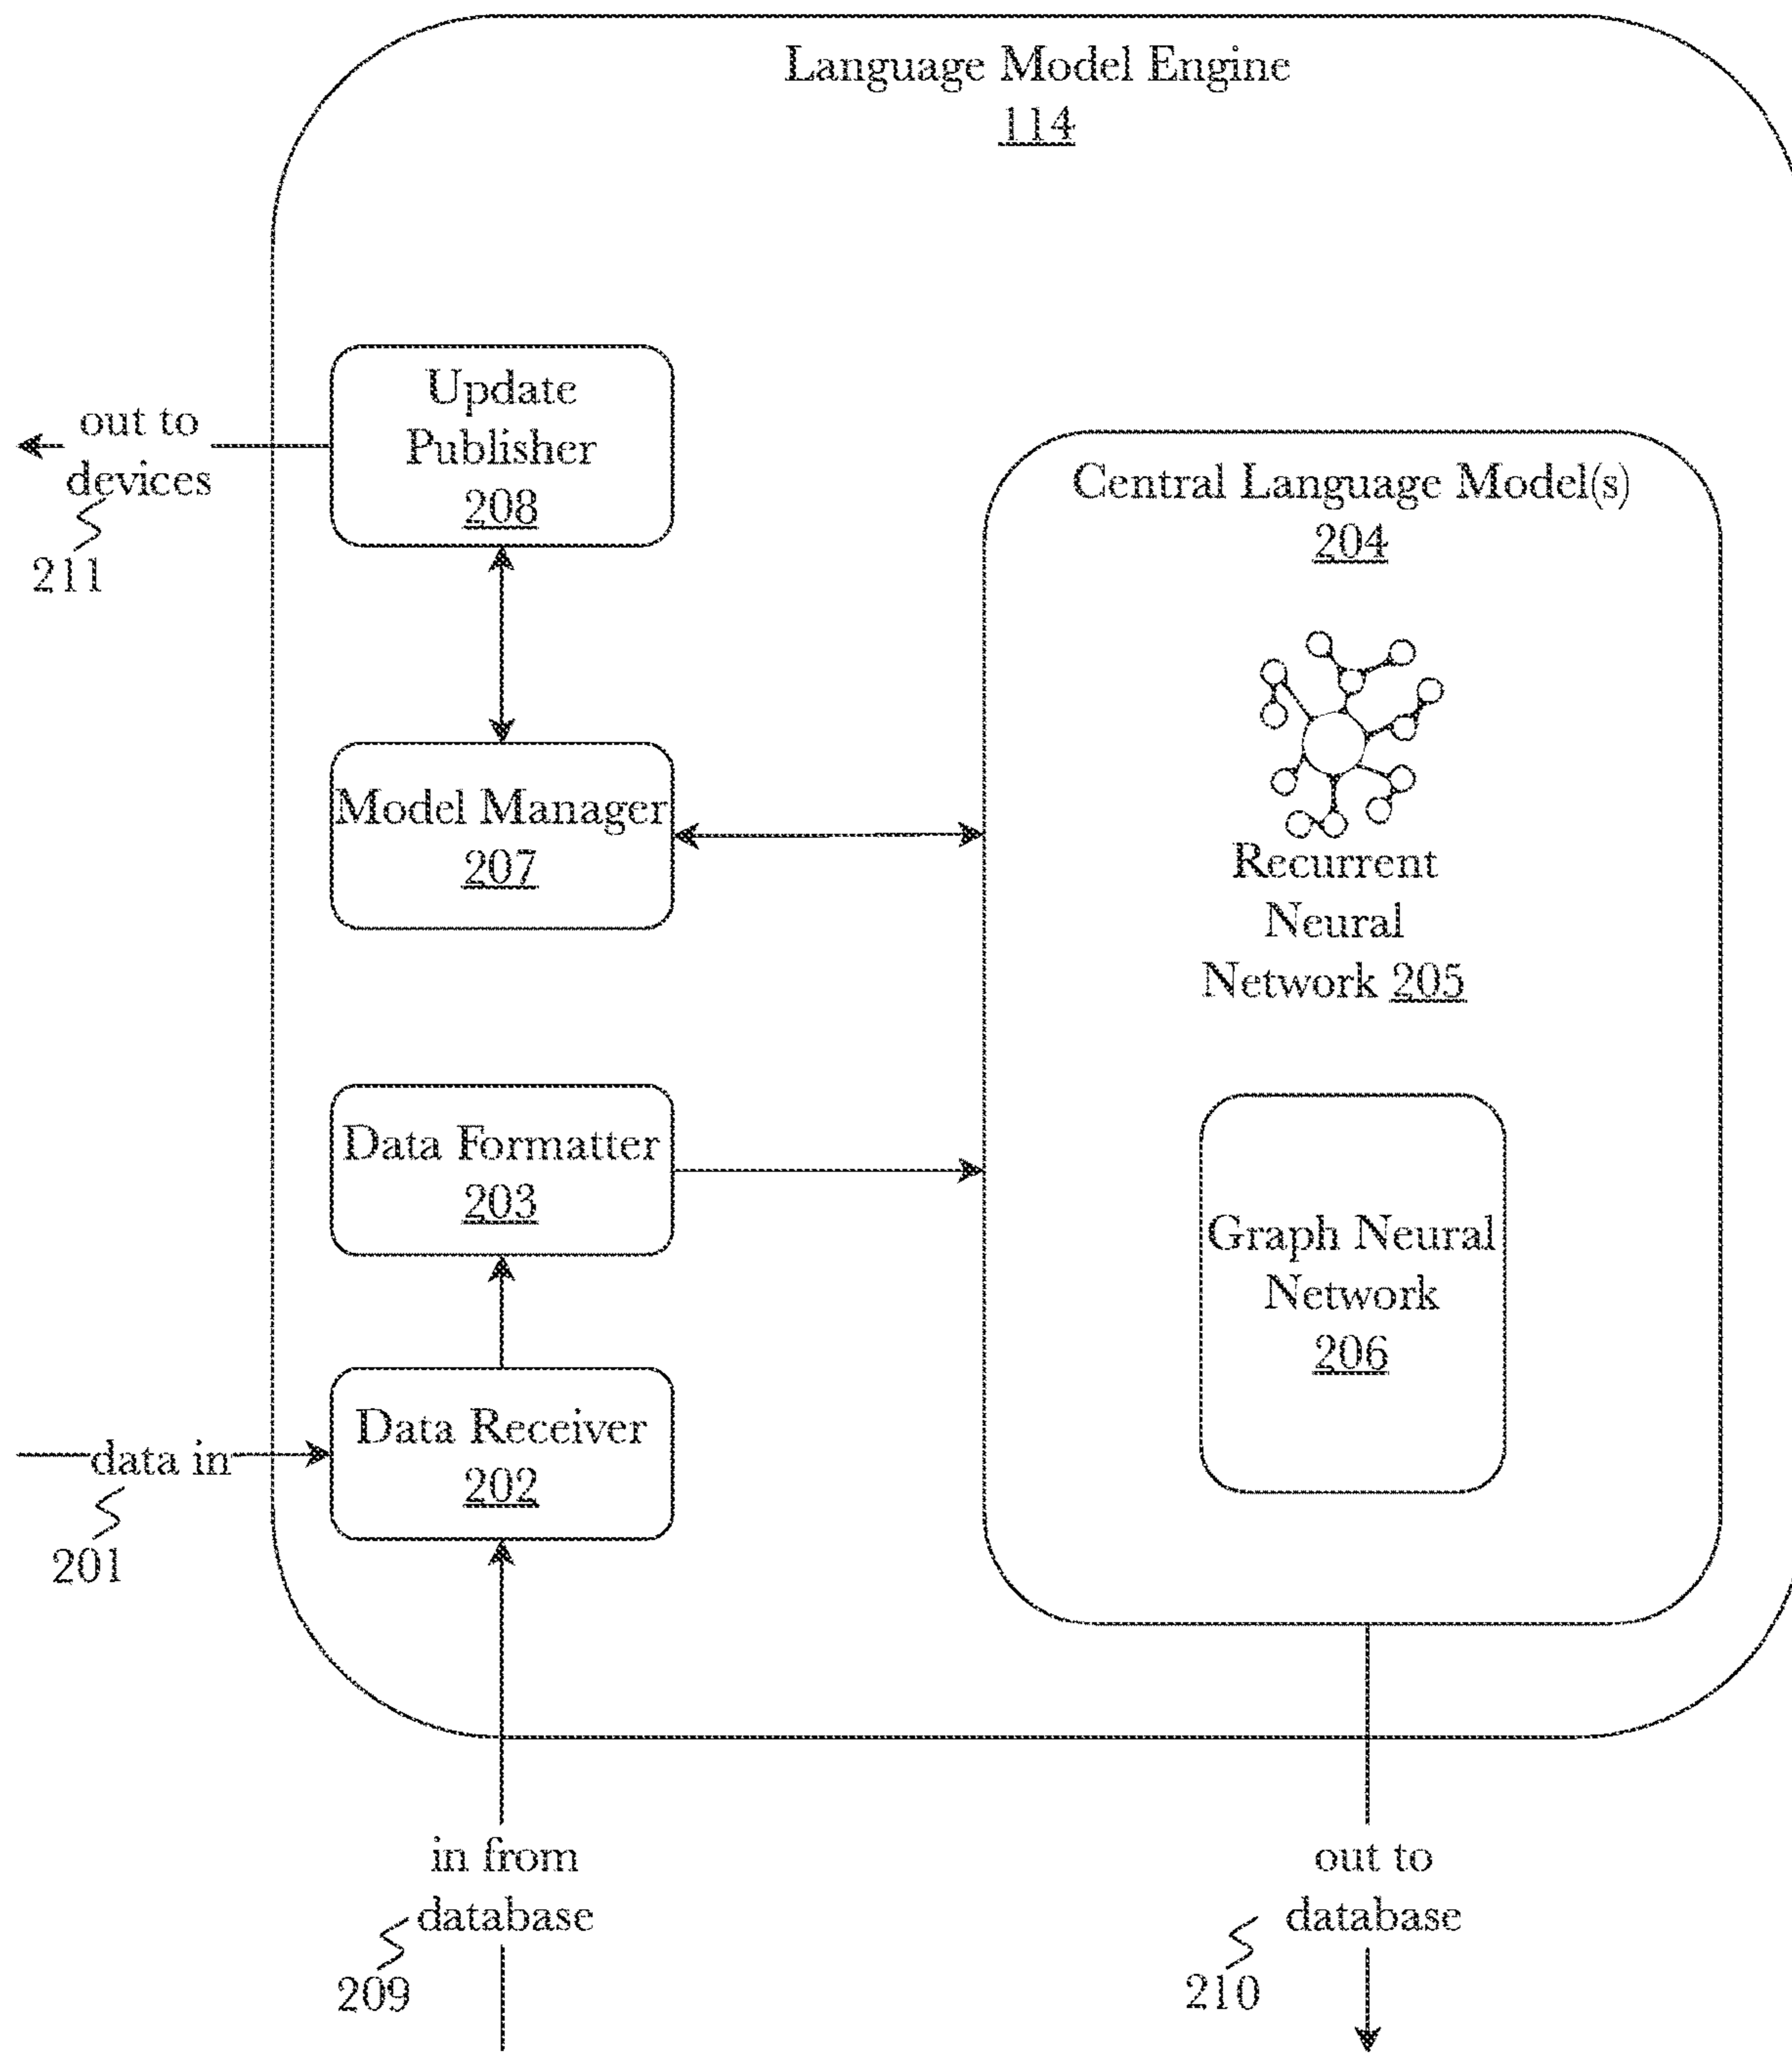 Language Model Engine
114
Update
Publisher
208
out to
devices
211
Central Language Model(s)
204
Model Manager
207
Recurrent
Neural
Network 205
Data Formatter
203
Graph Neural
Network
206
Data Receiver
202
data in
201
in from
database
209
out to
database
210